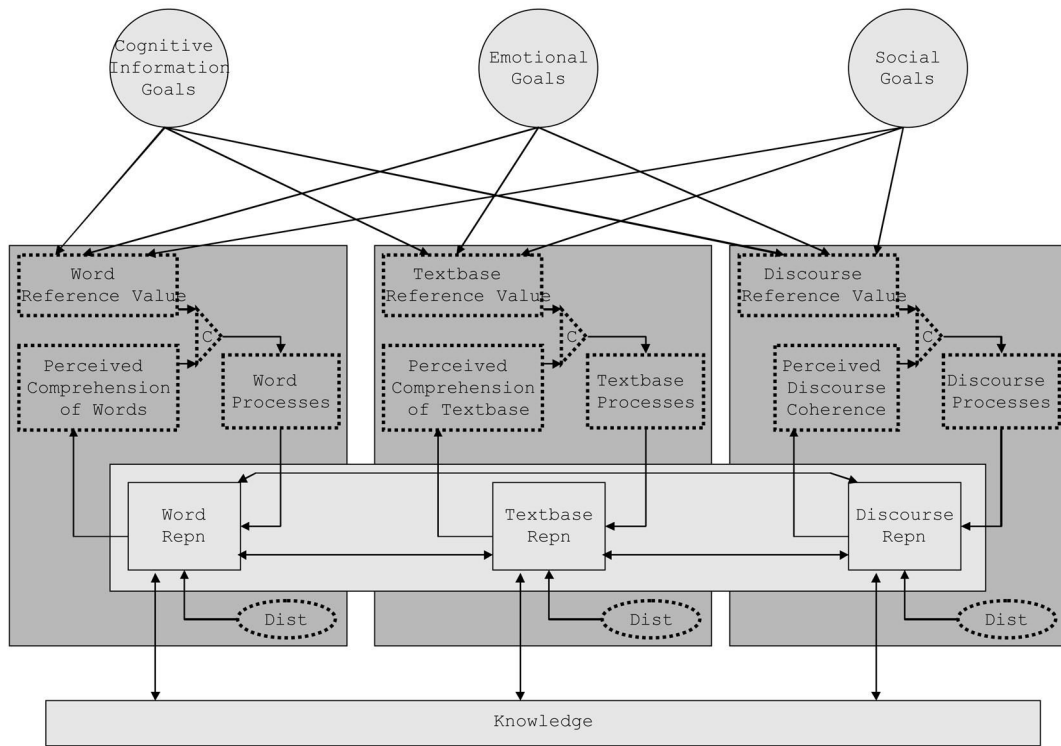 Cognitive
Information
Goals
Emotional
Goals
Social
Goals
Word
Reference Value
C
Perceived
Comprehension
of Words
Word
Processes
Textbase
Reference Value
C
Perceived
Comprehension
of Textbase
Textbase
Processes
Discourse
Reference Value
C
Perceived
Discourse
Coherence
Discourse
Processes
Word
Repn
Textbase
Repn
Discourse
Repn
Dist
Dist
Dist
Knowledge